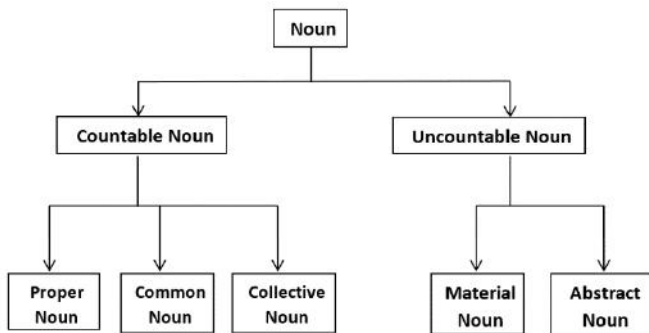 Noun
Countable Noun
Uncountable Noun
Proper
Noun
Common
Noun
Collective
Noun
Material
Noun
Abstract
Noun